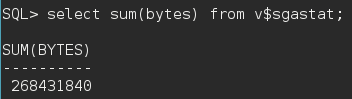 SQL> select sum(bytes) from v$sgastat;
SUM(BYTES)
----------
268431840